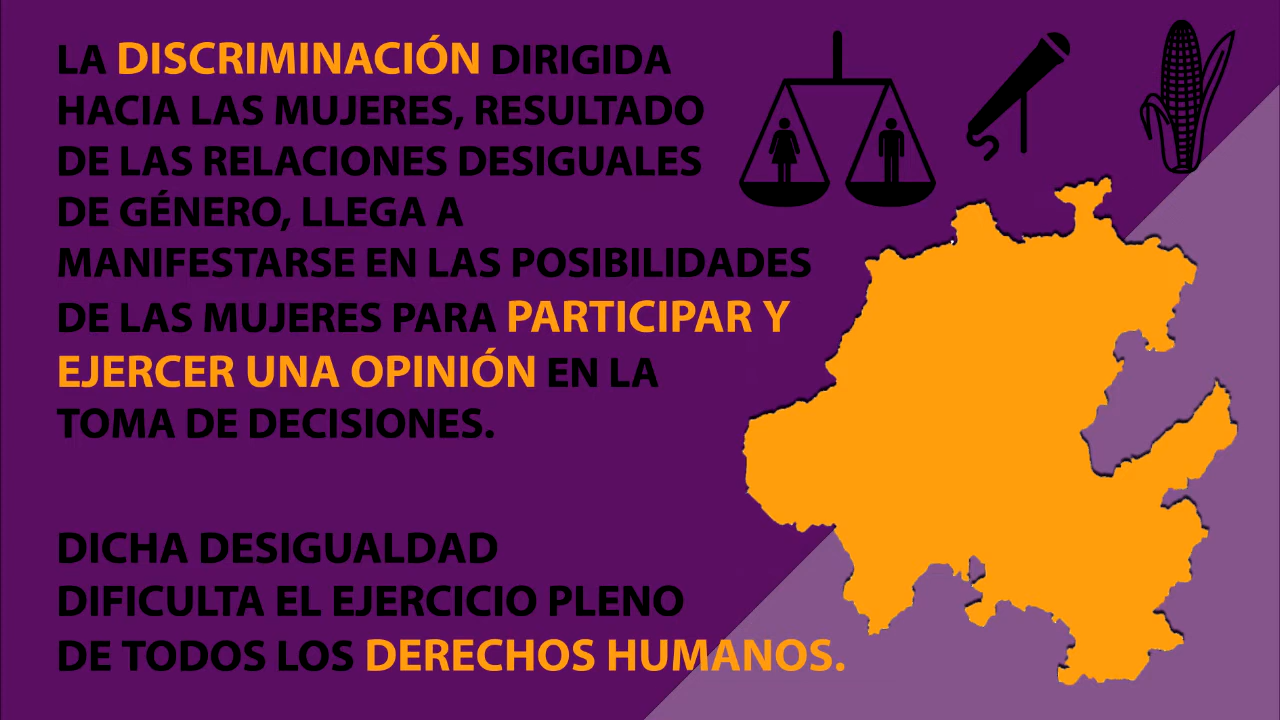 LA DISCRIMINACIÓN DIRIGIDA
HACIA LAS MUJERES, RESULTADO
DE LAS RELACIONES DESIGUALES
DE GÉNERO, LLEGA A
MANIFESTARSE EN LAS POSIBILIDADES
DE LAS MUJERES PARA PARTICIPAR Y
EJERCER UNA OPINIÓN EN LA
TOMA DE DECISIONES.
DICHA DESIGUALDAD
DIFICULTA EL EJERCICIO PLENO
DE TODOS LOS DERECHOS HUMANOS.